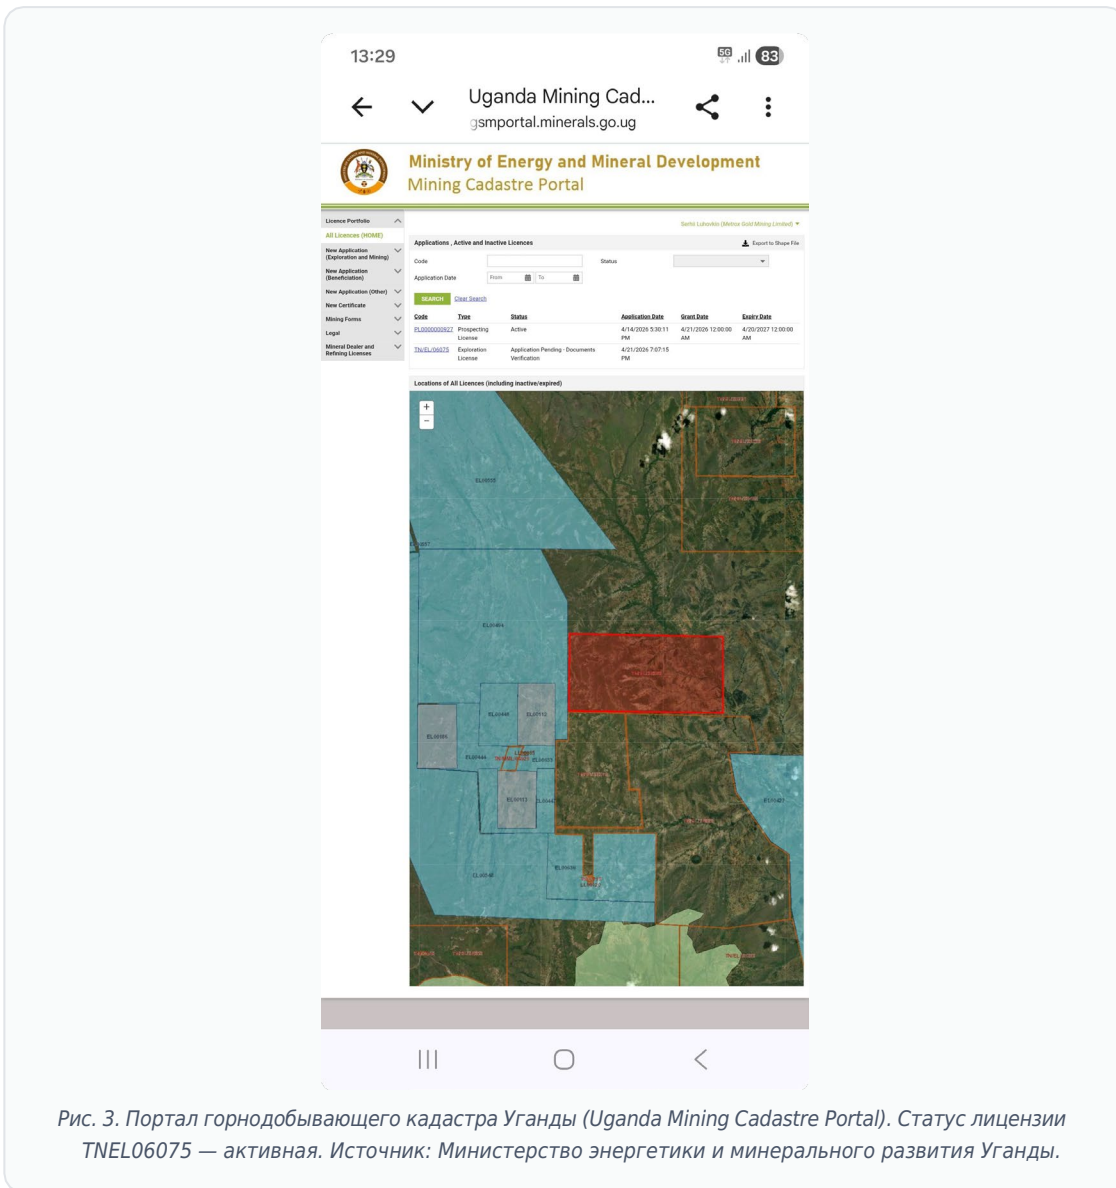 13:29
5G
83
Uganda Mining Cad...
gsmportal.minerals.go.ug
Ministry of Energy and Mineral Development
Mining Cadastre Portal
Licence Portfolio
All Licences (HOME)
New Application
(Exploration and Mining)
New Application
(Beneficiation)
New Application (Other)
New Certificate
Mining Forms
Legal
Mineral Dealer and
Refining Licenses
Applications , Active and Inactive Licences
Export to Shape File
Code
Status
Application Date
From
To
SEARCH Clear Search
Code Type Status Application Date Grant Date Expiry Date
PL0000000927 Prospecting License Active 4/14/2026 5:30:11 PM 4/21/2026 12:00:00 AM 4/20/2027 12:00:00 AM
TN/EL/06075 Exploration License Application Pending - Documents Verification 4/21/2026 7:07:15 PM
Locations of All Licences (including inactive/expired)
+
−
Рис. 3. Портал горнодобывающего кадастра Уганды (Uganda Mining Cadastre Portal). Статус лицензии
TNEL06075 — активная. Источник: Министерство энергетики и минерального развития Уганды.